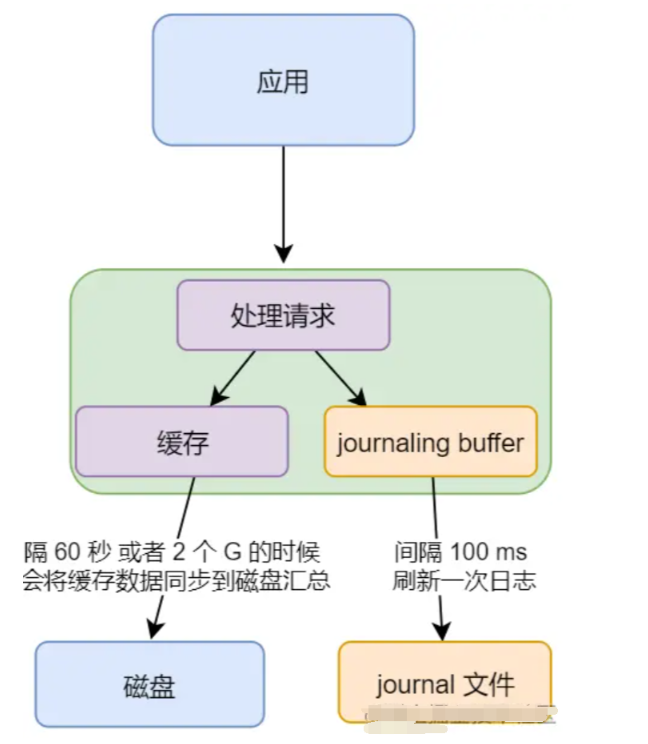 应用
处理请求
缓存
journaling buffer
隔 60 秒 或者 2 个 G 的时候
会将缓存数据同步到磁盘汇总
间隔 100 ms
刷新一次日志
磁盘
journal 文件